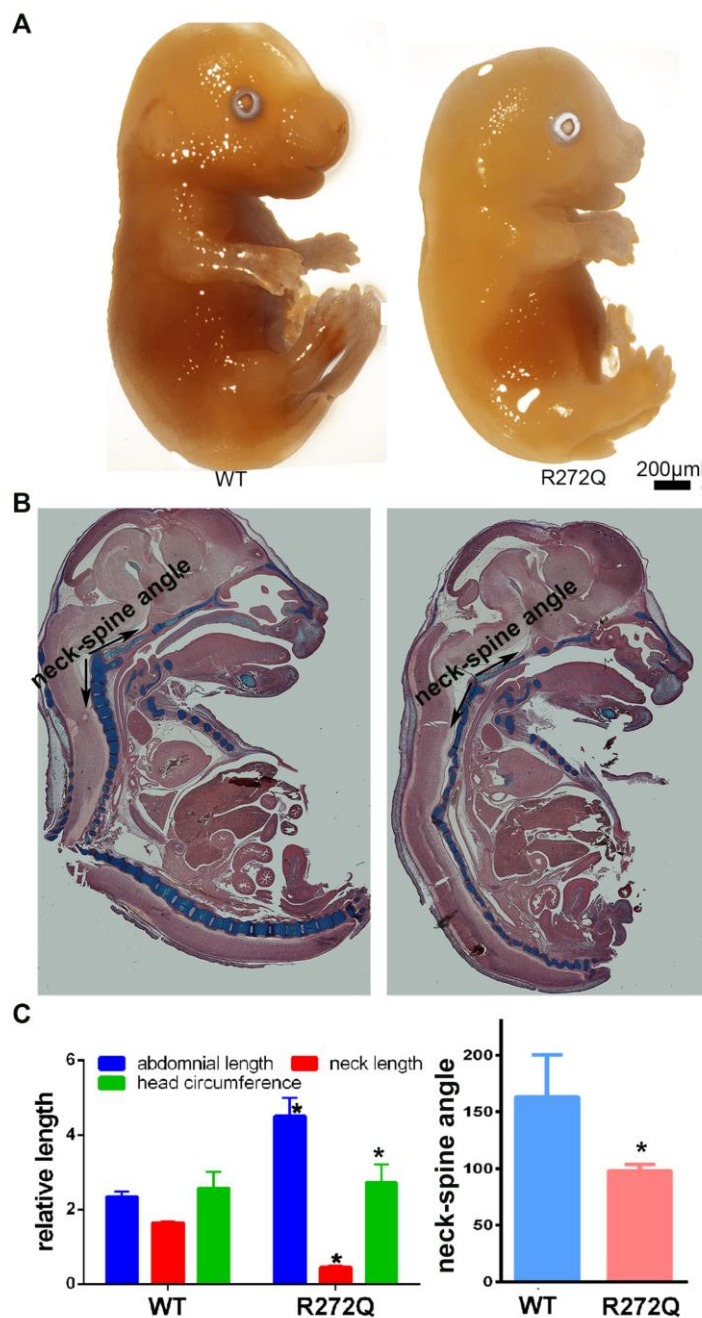 A
WT
R272Q
200μm
B
neck-spine angle
neck-spine angle
C
6
4
2
0
relative length
abdomnial length
neck length
head circumference
*
*
*
WT
R272Q
200
150
100
50
0
neck-spine angle
*
WT
R272Q